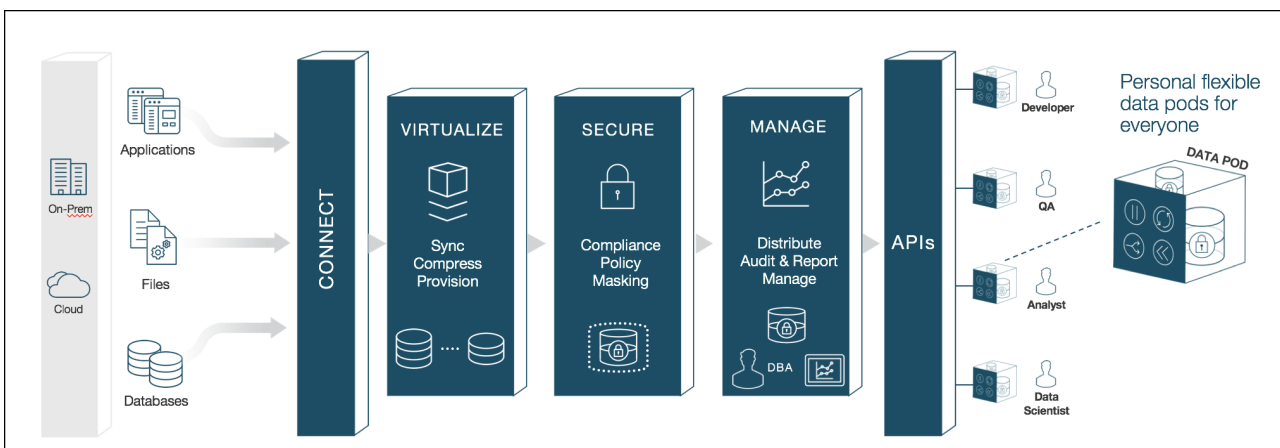 On-Prem
Cloud
Applications
Files
Databases
CONNECT
VIRTUALIZE
Sync
Compress
Provision
SECURE
Compliance
Policy
Masking
MANAGE
Distribute
Audit & Report
Manage
DBA
APIs
Developer
QA
Analyst
Data
Scientist
Personal flexible
data pods for
everyone
DATA POD